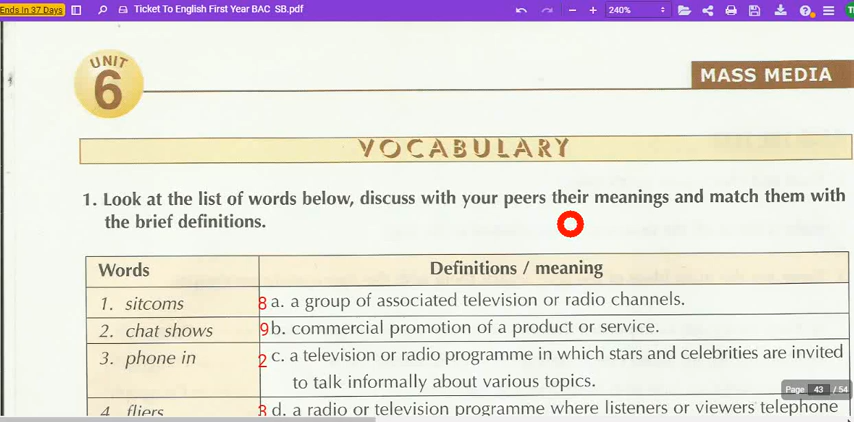 Ends In 37 Days
Ticket To English First Year BAC SB.pdf
240%
UNIT
6
MASS MEDIA
VOCABULARY
1. Look at the list of words below, discuss with your peers their meanings and match them with
the brief definitions.
Words Definitions / meaning
1. sitcoms 8 a. a group of associated television or radio channels.
2. chat shows 9 b. commercial promotion of a product or service.
3. phone in 2 c. a television or radio programme in which stars and celebrities are invited
to talk informally about various topics.
Page 43 / 54
4. fliers 3 d. a radio or television programme where listeners or viewers telephone